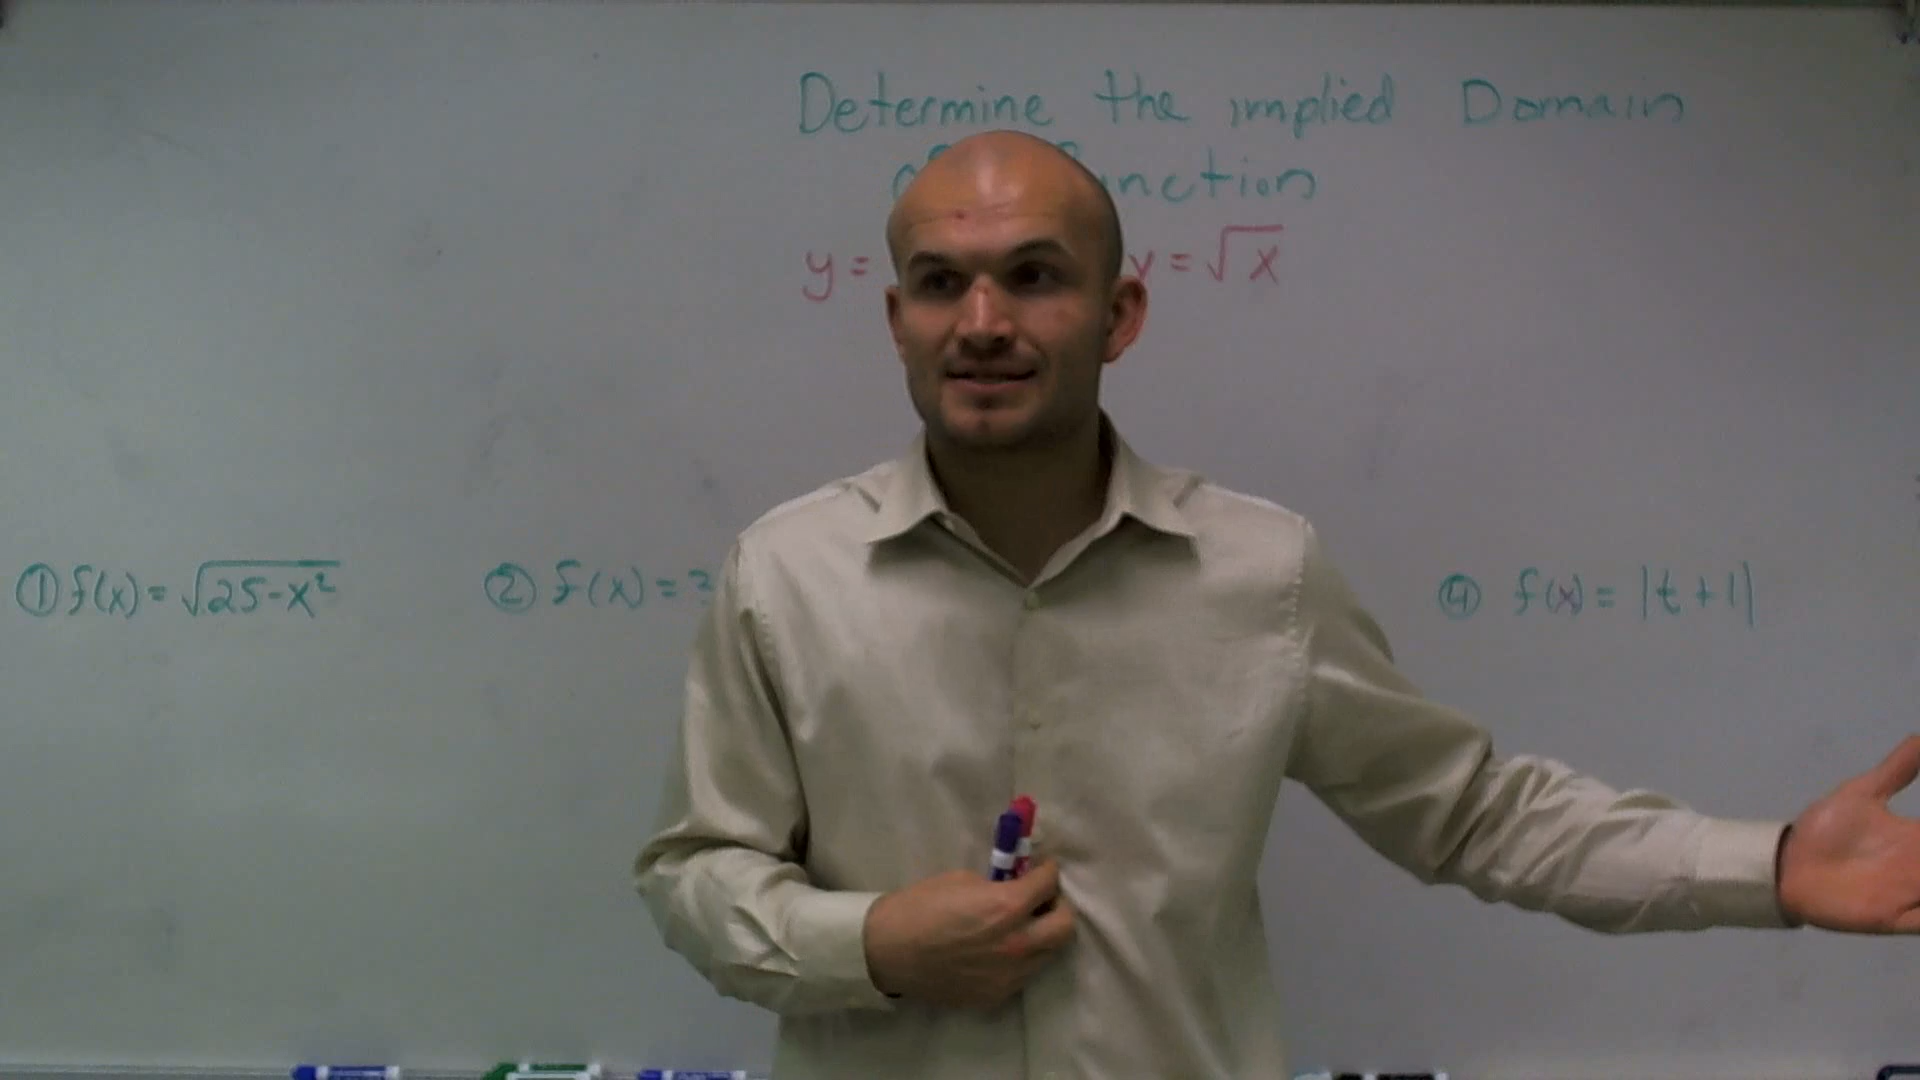 Determine the implied Domain
nction
y = y = √x
① f(x) = √25-x²
② f(x) =
④ f(x) = |t+1|